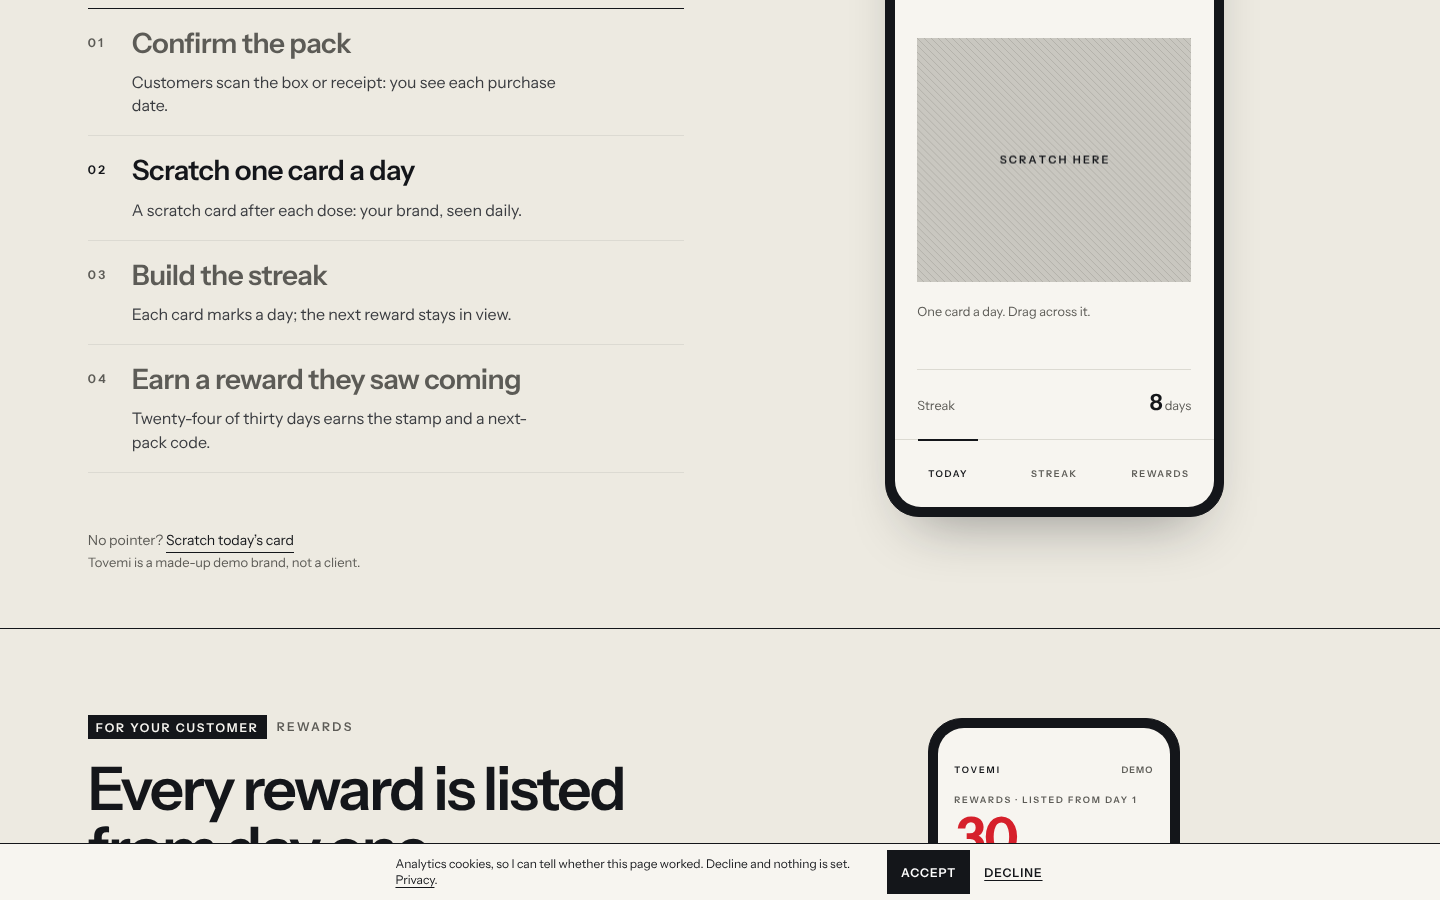 01 Confirm the pack
Customers scan the box or receipt: you see each purchase
date.
02 Scratch one card a day
A scratch card after each dose: your brand, seen daily.
03 Build the streak
Each card marks a day; the next reward stays in view.
04 Earn a reward they saw coming
Twenty-four of thirty days earns the stamp and a next-
pack code.
No pointer? Scratch today’s card
Tovemi is a made-up demo brand, not a client.
SCRATCH HERE
One card a day. Drag across it.
Streak 8 days
TODAY STREAK REWARDS
FOR YOUR CUSTOMER REWARDS
Every reward is listed
from day one
TOVEMI DEMO
REWARDS · LISTED FROM DAY 1
30
Analytics cookies, so I can tell whether this page worked. Decline and nothing is set.
Privacy.
ACCEPT DECLINE